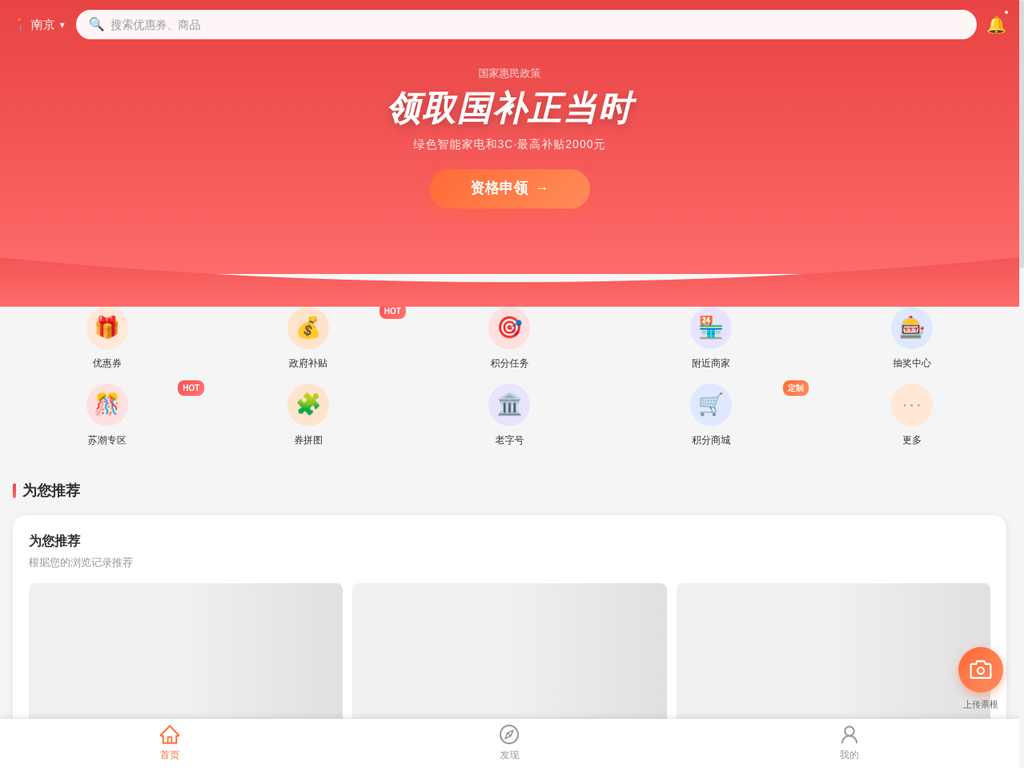 南京
搜索优惠券、商品
国家惠民政策
领取国补正当时
绿色智能家电和3C·最高补贴2000元
资格申领 →
HOT
优惠券
政府补贴
积分任务
附近商家
抽奖中心
HOT
定制
苏潮专区
券拼图
老字号
积分商城
更多
为您推荐
为您推荐
根据您的浏览记录推荐
上传票根
首页
发现
我的